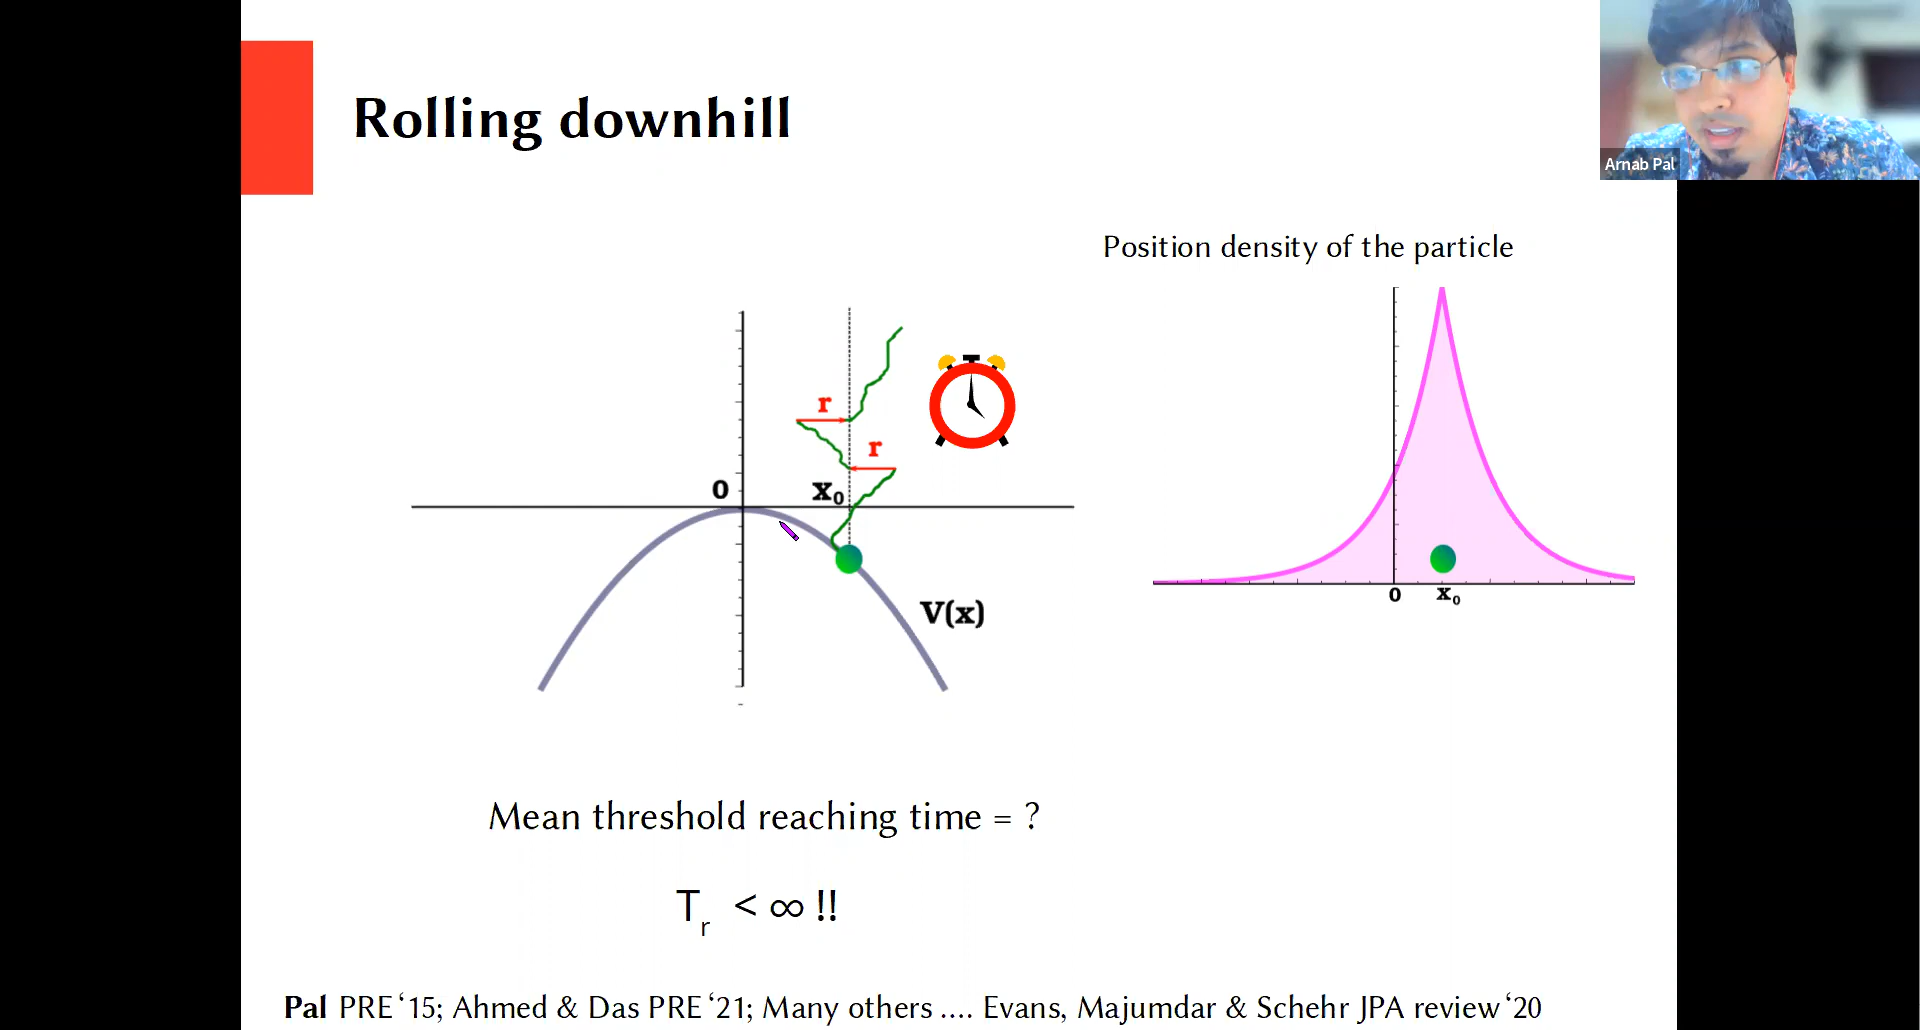 Rolling downhill
Arnab Pal
Position density of the particle
r
r
0
x₀
V(x)
0
x₀
Mean threshold reaching time = ?
Tᵣ < ∞ !!
Pal PRE ‘15; Ahmed & Das PRE ‘21; Many others .... Evans, Majumdar & Schehr JPA review ‘20